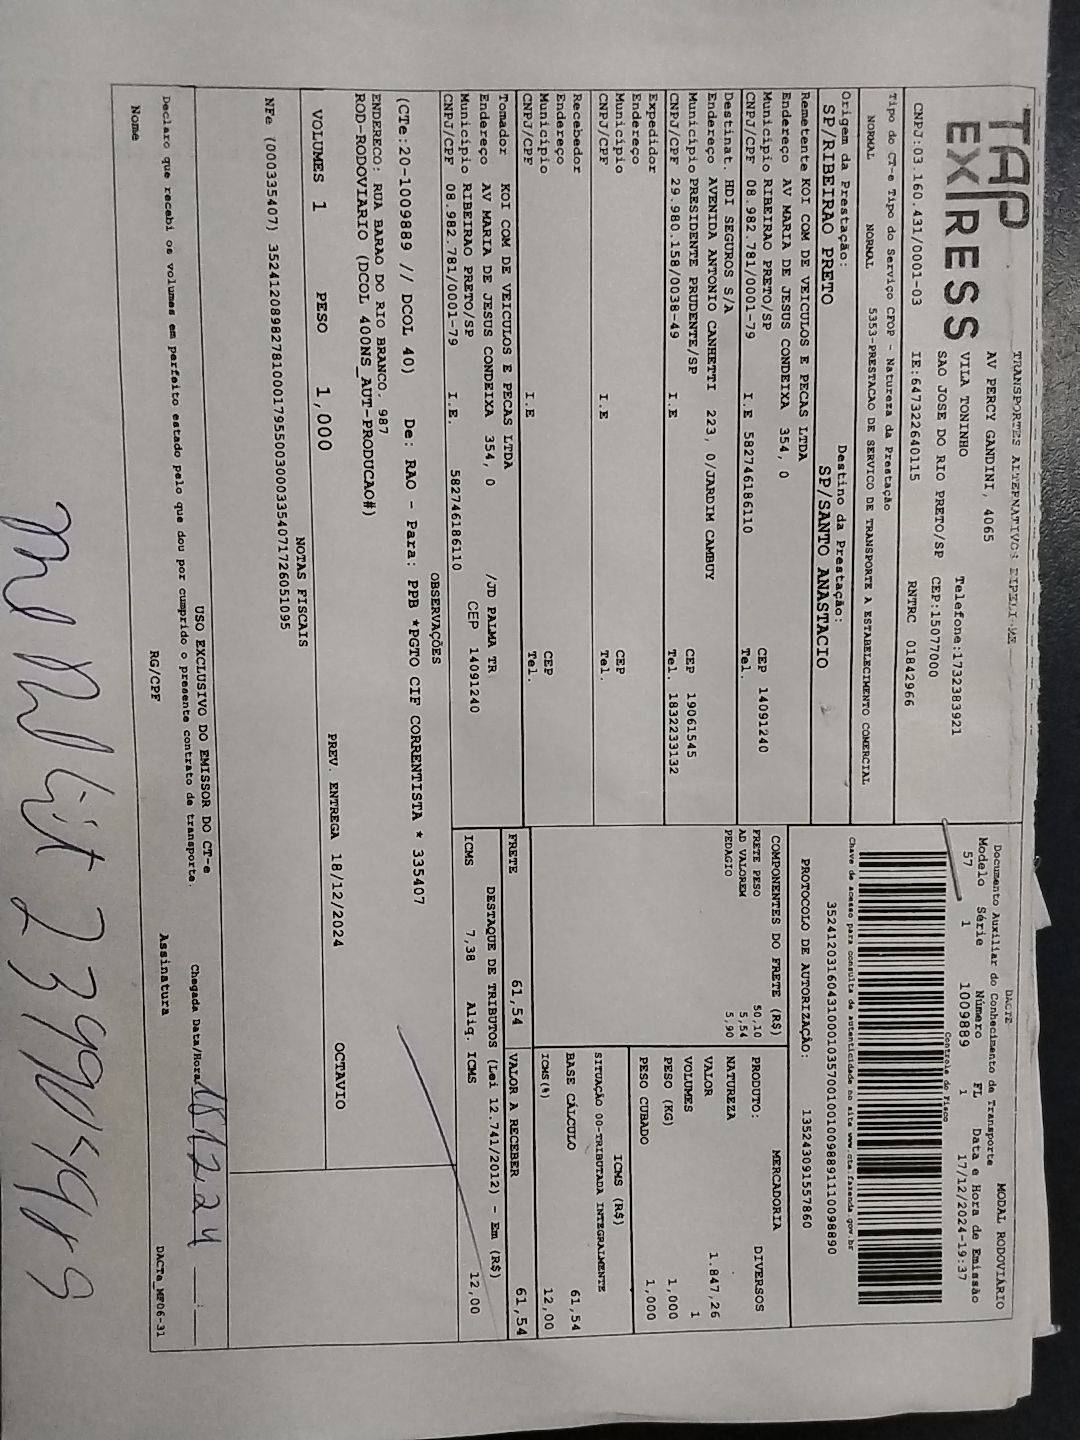 TAP EXPRESS
TRANSPORTES ALTERNATIVOS
AV PERCY GANDINI, 4065
VILA TONINHO
Telefone:1732383921
SAO JOSE DO RIO PRETO/SP CEP:15077000
CNPJ:03.160.431/0001-03 IE:647322640115 RNTRC 01842966
DACTE
MODAL RODOVIÁRIO
Documento Auxiliar do Conhecimento de Transporte
Modelo Série Número FL Data e Hora de Emissão
57 1 1009889 1 17/12/2024-19:37
Controle do Fisco
Chave de acesso para consulta de autenticidade no site www.cte.fazenda.gov.br
35241203160431000103570010010098891110098890
PROTOCOLO DE AUTORIZAÇÃO: 135243091557860
Tipo do CT-e Tipo do Serviço CFOP - Natureza da Prestação
NORMAL NORMAL 5353-PRESTACAO DE SERVICO DE TRANSPORTE A ESTABELECIMENTO COMERCIAL
Origem da Prestação: Destino da Prestação:
SP/RIBEIRAO PRETO SP/SANTO ANASTACIO
Remetente KOI COM DE VEICULOS E PECAS LTDA
Endereço AV MARIA DE JESUS CONDEIXA 354, 0
Município RIBEIRAO PRETO/SP CEP 14091240
CNPJ/CPF 08.982.781/0001-79 I.E 582746186110 Tel.
Destinat. HDI SEGUROS S/A
Endereço AVENIDA ANTONIO CANHETTI 223, 0/JARDIM CAMBUY
Município PRESIDENTE PRUDENTE/SP CEP 19061545
CNPJ/CPF 29.980.158/0038-49 I.E Tel. 1832233132
Expedidor
Endereço
Município CEP
CNPJ/CPF I.E Tel.
Recebedor
Endereço
Município CEP
CNPJ/CPF I.E Tel.
Tomador KOI COM DE VEICULOS E PECAS LTDA
Endereço AV MARIA DE JESUS CONDEIXA 354, 0 /JD PALMA TR
Município RIBEIRAO PRETO/SP CEP 14091240
CNPJ/CPF 08.982.781/0001-79 I.E. 582746186110
COMPONENTES DO FRETE (R$)
FRETE PESO 50,10
AD VALOREM 5,54
PEDAGIO 5,90
MERCADORIA
PRODUTO: DIVERSOS
NATUREZA
VALOR 1.847,26
VOLUMES 1
PESO (KG) 1,000
PESO CUBADO 1,000
ICMS (R$)
SITUAÇÃO 00-TRIBUTADA INTEGRALMENTE
BASE CÁLCULO 61,54
ICMS(%) 12,00
FRETE 61,54 VALOR A RECEBER 61,54
DESTAQUE DE TRIBUTOS (Lei 12.741/2012) - Em (R$)
ICMS 7,38 Aliq. ICMS 12,00
OBSERVAÇÕES
(CTe:20-1009889 // DCOL 40) De: RAO - Para: PPB *PGTO CIF CORRENTISTA * 335407
ENDERECO: RUA BARAO DO RIO BRANCO, 987
ROD-RODOVIARIO (DCOL 400NS_AUT-PRODUCAO#)
VOLUMES 1 PESO 1,000 PREV. ENTREGA 18/12/2024 OCTAVIO
NOTAS FISCAIS
NFe (000335407) 35241208982781000179550030003354071726051095
USO EXCLUSIVO DO EMISSOR DO CT-e
Declaro que recebi os volumes em perfeito estado pelo que dou por cumprido o presente contrato de transporte.
Chegada Data/Hora 181224 __:__
Nome RG/CPF Assinatura
DACTe_MP06-31